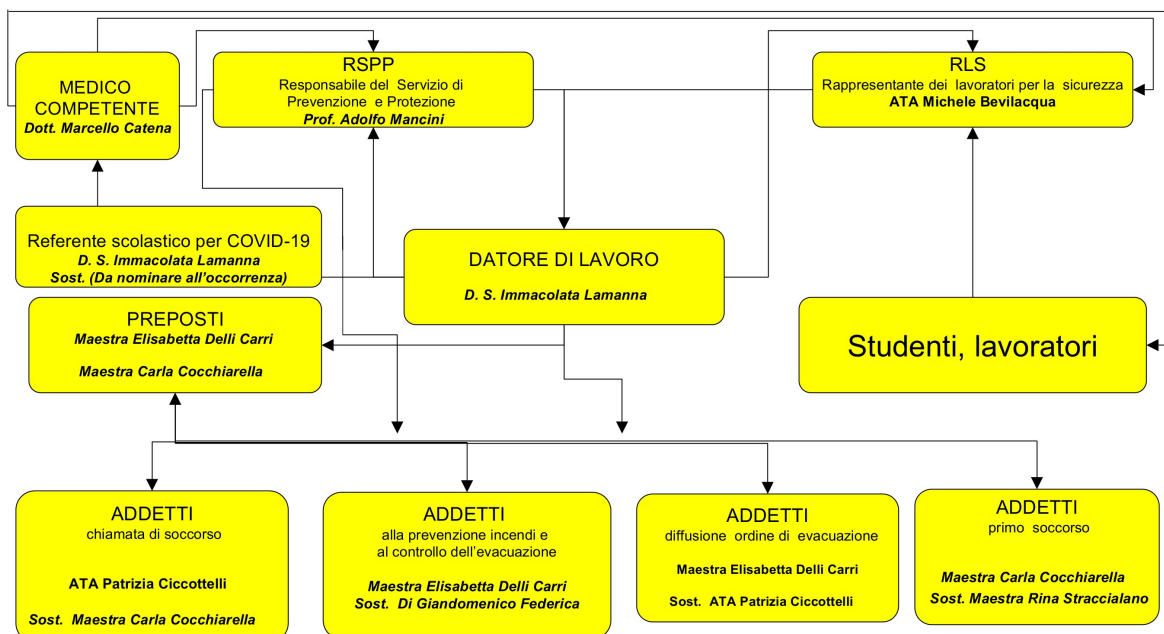 MEDICO
COMPETENTE
Dott. Marcello Catena
RSPP
Responsabile del Servizio di
Prevenzione e Protezione
Prof. Adolfo Mancini
RLS
Rappresentante dei lavoratori per la sicurezza
ATA Michele Bevilacqua
Referente scolastico per COVID-19
D. S. Immacolata Lamanna
Sost. (Da nominare all'occorrenza)
DATORE DI LAVORO
D. S. Immacolata Lamanna
PREPOSTI
Maestra Elisabetta Delli Carri
Maestra Carla Cocchiarella
Studenti, lavoratori
ADDETTI
chiamata di soccorso
ATA Patrizia Ciccottelli
Sost. Maestra Carla Cocchiarella
ADDETTI
alla prevenzione incendi e
al controllo dell'evacuazione
Maestra Elisabetta Delli Carri
Sost. Di Giandomenico Federica
ADDETTI
diffusione ordine di evacuazione
Maestra Elisabetta Delli Carri
Sost. ATA Patrizia Ciccottelli
ADDETTI
primo soccorso
Maestra Carla Cocchiarella
Sost. Maestra Rina Straccialano